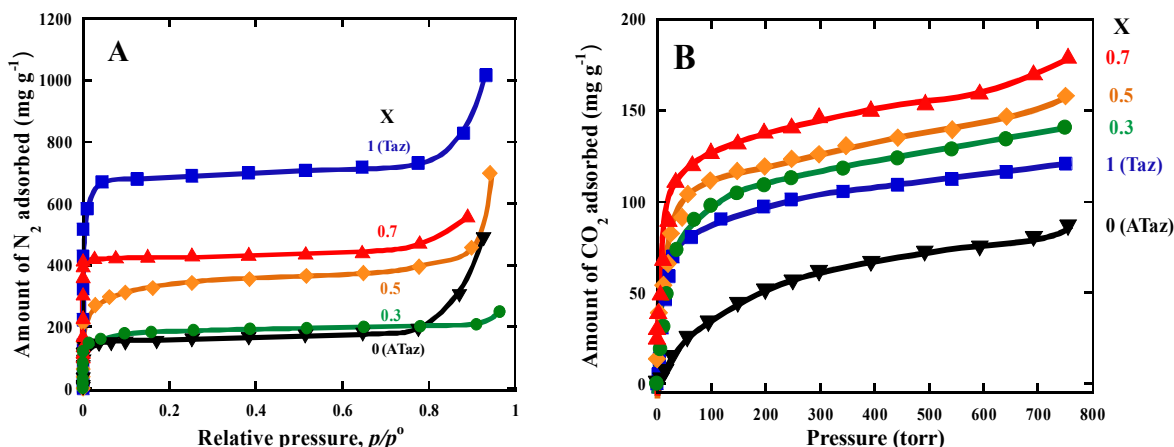 A
Amount of N2 adsorbed (mg g-1)
1200
1000
800
600
400
200
0
X
1 (Taz)
0.7
0.5
0.3
0 (ATaz)
0 0.2 0.4 0.6 0.8 1
Relative pressure, p/po
B
Amount of CO2 adsorbed (mg g-1)
200
150
100
50
0
X
0.7
0.5
0.3
1 (Taz)
0 (ATaz)
0 100 200 300 400 500 600 700 800
Pressure (torr)